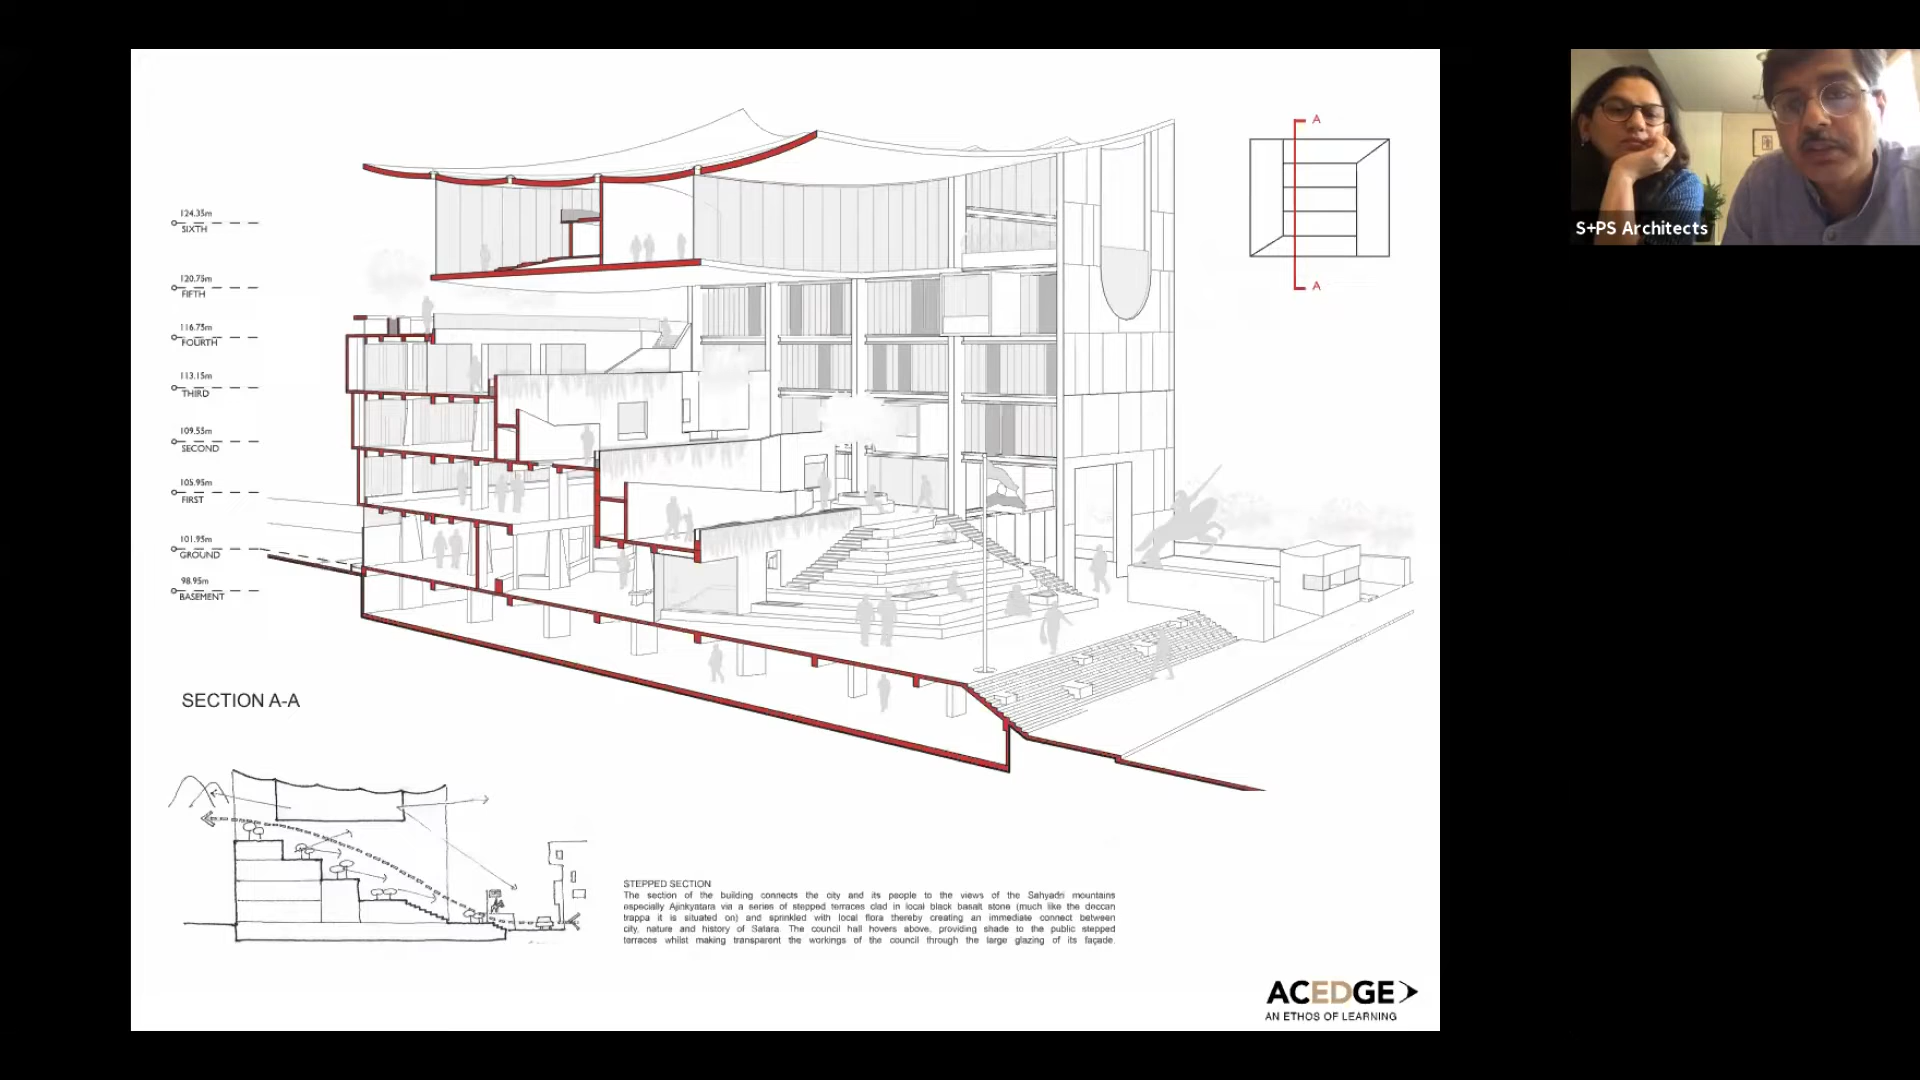 A
S+PS Architects
124.35m
SIXTH
120.75m
FIFTH
A
116.75m
FOURTH
113.15m
THIRD
109.55m
SECOND
105.95m
FIRST
101.95m
GROUND
98.95m
BASEMENT
SECTION A-A
STEPPED SECTION
The section of the building connects the city and its people to the views of the Sahyadri mountains
especially Ajinkyatara via a series of stepped terraces clad in local black basalt stone (much like the deccan
trappa it is situated on) and sprinkled with local flora thereby creating an immediate connect between
city, nature and history of Satara. The council hall hovers above, providing shade to the public stepped
terraces whilst making transparent the workings of the council through the large glazing of its façade.
ACEDGE
AN ETHOS OF LEARNING